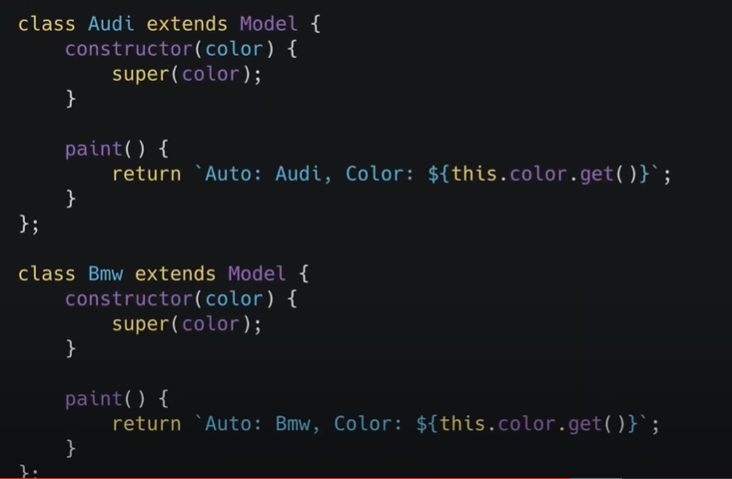 class Audi extends Model {
    constructor(color) {
        super(color);
    }

    paint() {
        return `Auto: Audi, Color: ${this.color.get()}`;
    }
};

class Bmw extends Model {
    constructor(color) {
        super(color);
    }

    paint() {
        return `Auto: Bmw, Color: ${this.color.get()}`;
    }
};